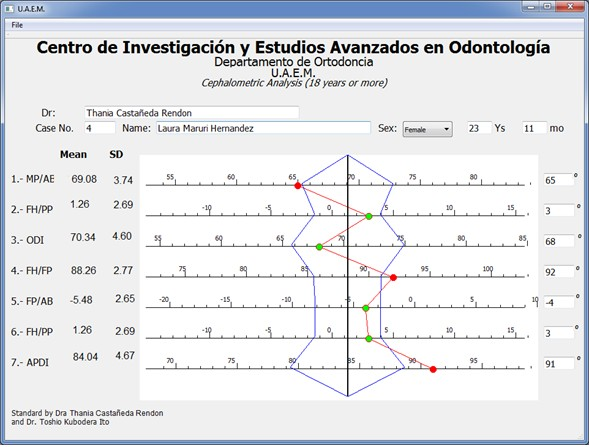 U.A.E.M.
File
Centro de Investigación y Estudios Avanzados en Odontología
Departamento de Ortodoncia
U.A.E.M.
Cephalometric Analysis (18 years or more)
Dr: Thania Castañeda Rendon
Case No. 4 Name: Laura Maruri Hernandez Sex: Female 23 Ys 11 mo
Mean SD
1.- MP/AB 69.08 3.74 55 60 65 70 75 80 65 º
2.- FH/PP 1.26 2.69 -10 -5 0 5 10 15 3 º
3.- ODI 70.34 4.60 55 60 65 70 75 80 85 68 º
4.- FH/FP 88.26 2.77 75 80 85 90 95 100 92 º
5.- FP/AB -5.48 2.65 -20 -15 -10 -5 0 5 10 -4 º
6.- FH/PP 1.26 2.69 -10 -5 0 5 10 15 3 º
7.- APDI 84.04 4.67 70 75 80 85 90 95 91 º
Standard by Dra Thania Castañeda Rendon
and Dr. Toshio Kubodera Ito